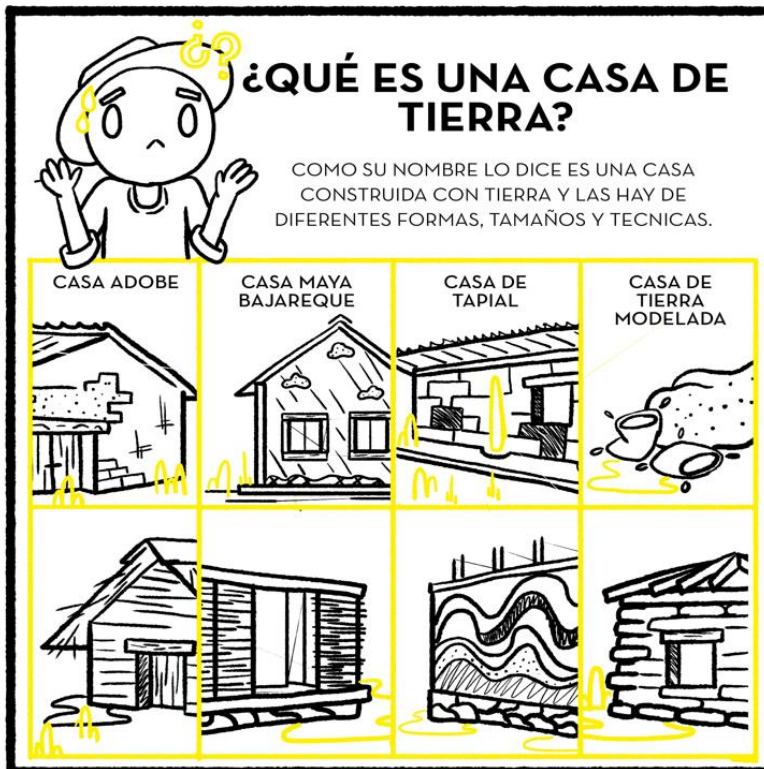 ¿?
¿QUÉ ES UNA CASA DE
TIERRA?
COMO SU NOMBRE LO DICE ES UNA CASA
CONSTRUIDA CON TIERRA Y LAS HAY DE
DIFERENTES FORMAS, TAMAÑOS Y TECNICAS.
CASA ADOBE
CASA MAYA
BAJAREQUE
CASA DE
TAPIAL
CASA DE
TIERRA
MODELADA